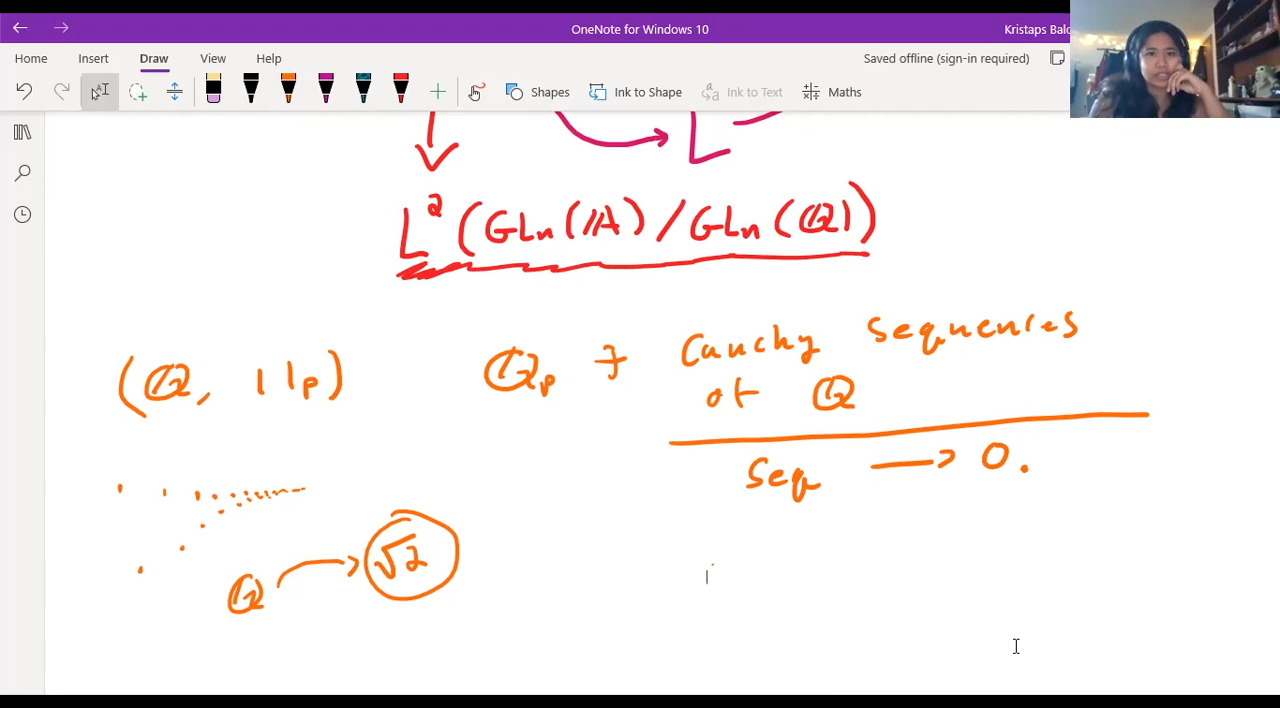 OneNote for Windows 10
Kristaps Balo
Home Insert Draw View Help
Saved offline (sign-in required)
Shapes Ink to Shape Ink to Text Maths
L
L² (GLn(𝔸) / GLn(ℚ))
(ℚ, | |p)
ℚp
Cauchy sequences
of ℚ
Seq → 0.
ℚ → √2